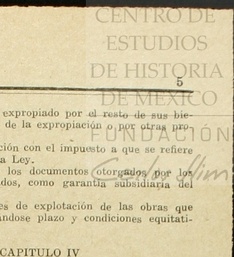 CENTRO DE
ESTUDIOS
DE HISTORIA
DE MÉXICO
5
FUNDACIÓN
expropiado por el resto de sus bie-
de la expropiación o por otras pro-
ción con el impuesto a que se refiere
a Ley.
los documentos otorgados por los
dos, como garantía subsidiaria del
es de explotación de las obras que
ándose plazo y condiciones equitati-
CAPITULO IV